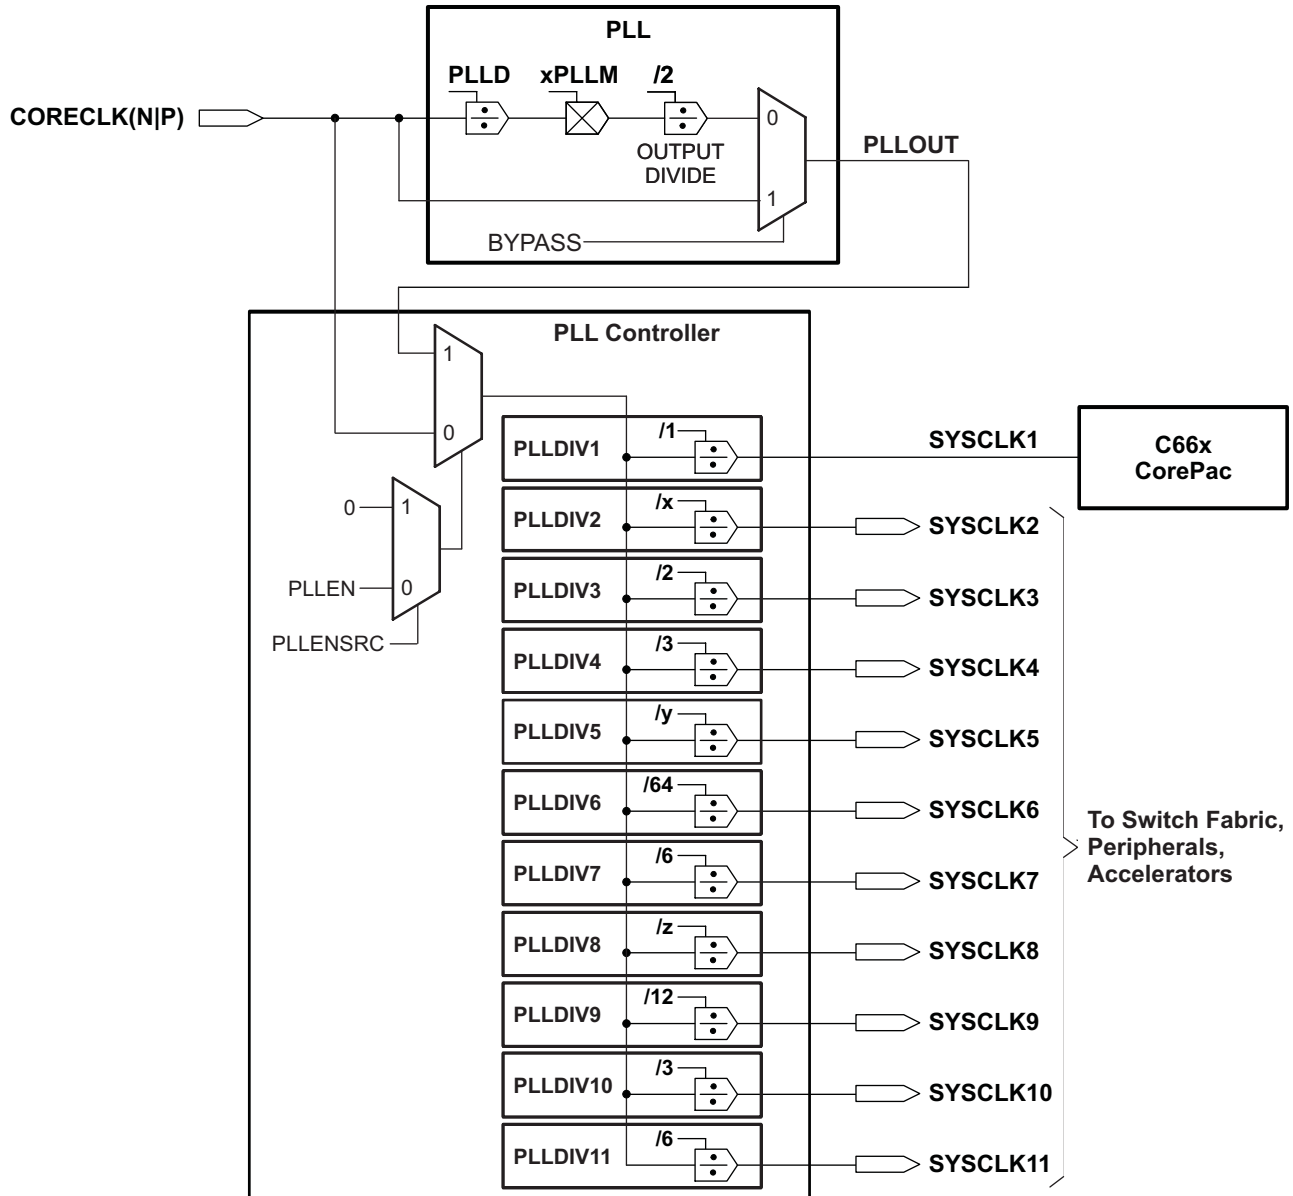 PLL
PLLD
xPLLM
/2
CORECLK(N|P)
OUTPUT
DIVIDE
0
1
BYPASS
PLLOUT
PLL Controller
1
0
0
1
PLLEN
0
PLLENSRC
PLLDIV1
/1
SYSCLK1
C66x
CorePac
PLLDIV2
/x
SYSCLK2
PLLDIV3
/2
SYSCLK3
PLLDIV4
/3
SYSCLK4
PLLDIV5
/y
SYSCLK5
PLLDIV6
/64
SYSCLK6
PLLDIV7
/6
SYSCLK7
PLLDIV8
/z
SYSCLK8
PLLDIV9
/12
SYSCLK9
PLLDIV10
/3
SYSCLK10
PLLDIV11
/6
SYSCLK11
To Switch Fabric,
Peripherals,
Accelerators